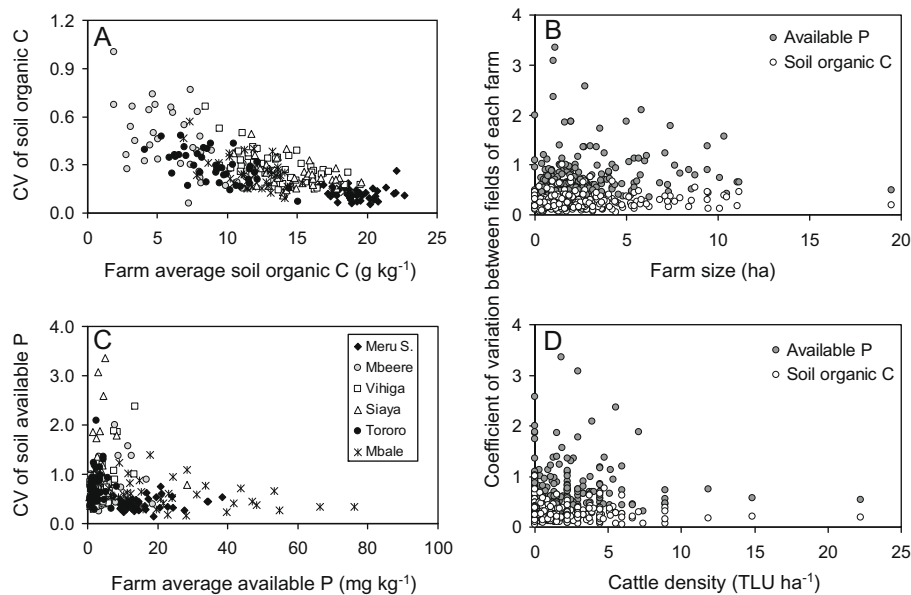 A
CV of soil organic C
1.2
0.9
0.6
0.3
0.0
0 5 10 15 20 25
Farm average soil organic C (g kg⁻¹)
B
Available P
Soil organic C
Coefficient of variation between fields of each farm
4
3
2
1
0
0 5 10 15 20
Farm size (ha)
C
CV of soil available P
4.0
3.0
2.0
1.0
0.0
Meru S.
Mbeere
Vihiga
Siaya
Tororo
Mbale
0 20 40 60 80 100
Farm average available P (mg kg⁻¹)
D
Available P
Soil organic C
4
3
2
1
0
0 5 10 15 20 25
Cattle density (TLU ha⁻¹)